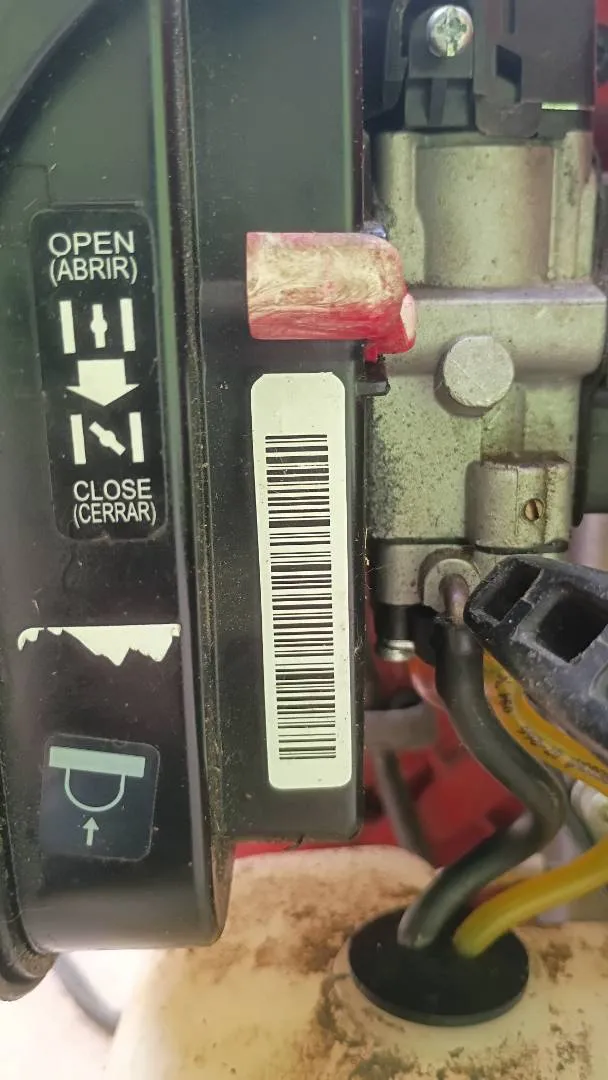 OPEN
(ABRIR)
CLOSE
(CERRAR)